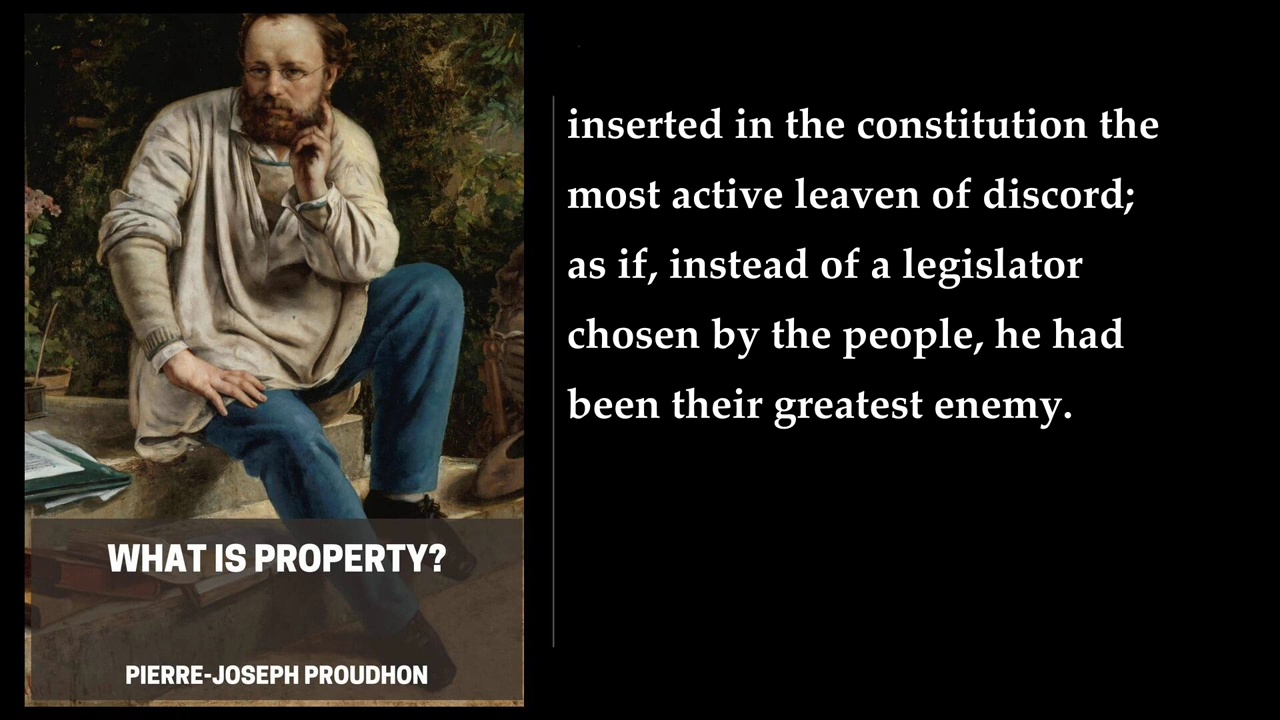 WHAT IS PROPERTY?
PIERRE-JOSEPH PROUDHON
inserted in the constitution the
most active leaven of discord;
as if, instead of a legislator
chosen by the people, he had
been their greatest enemy.